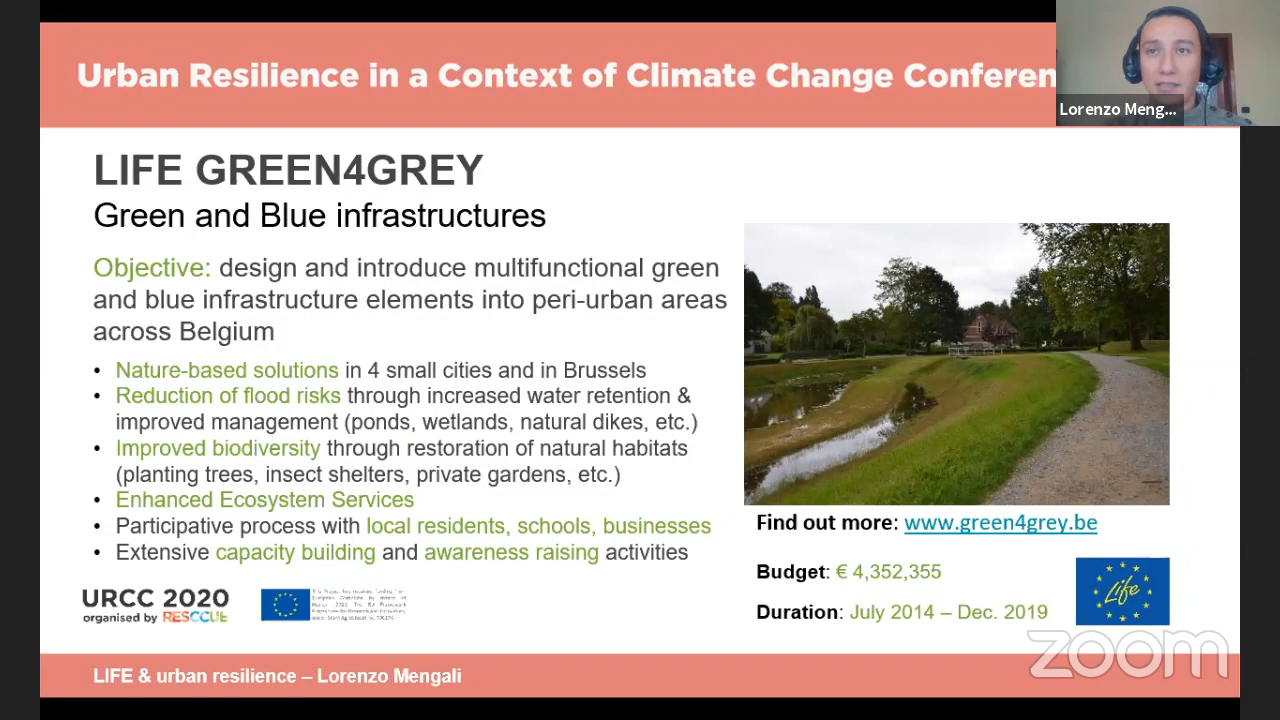 Urban Resilience in a Context of Climate Change Conferen
Lorenzo Meng...
LIFE GREEN4GREY
Green and Blue infrastructures
Objective: design and introduce multifunctional green
and blue infrastructure elements into peri-urban areas
across Belgium
• Nature-based solutions in 4 small cities and in Brussels
• Reduction of flood risks through increased water retention &
improved management (ponds, wetlands, natural dikes, etc.)
• Improved biodiversity through restoration of natural habitats
(planting trees, insect shelters, private gardens, etc.)
• Enhanced Ecosystem Services
• Participative process with local residents, schools, businesses
• Extensive capacity building and awareness raising activities
Find out more: www.green4grey.be
Budget: € 4,352,355
Duration: July 2014 – Dec. 2019
Life
URCC 2020
organised by RESCCUE
zoom
LIFE & urban resilience – Lorenzo Mengali